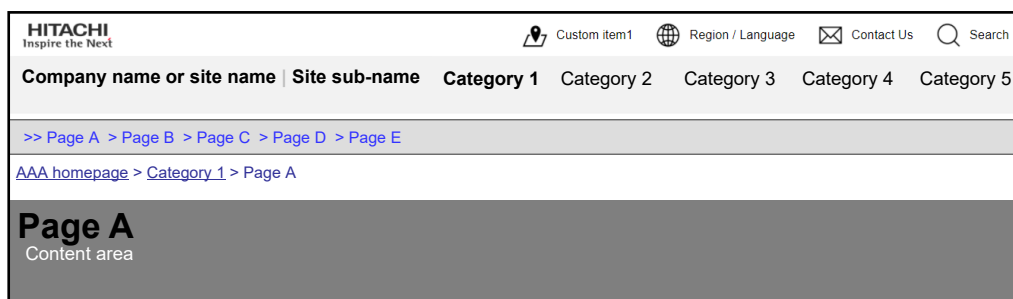 HITACHI
Inspire the Next
Custom item1 Region / Language Contact Us Search
Company name or site name | Site sub-name Category 1 Category 2 Category 3 Category 4 Category 5
>> Page A > Page B > Page C > Page D > Page E
AAA homepage > Category 1 > Page A
Page A
Content area